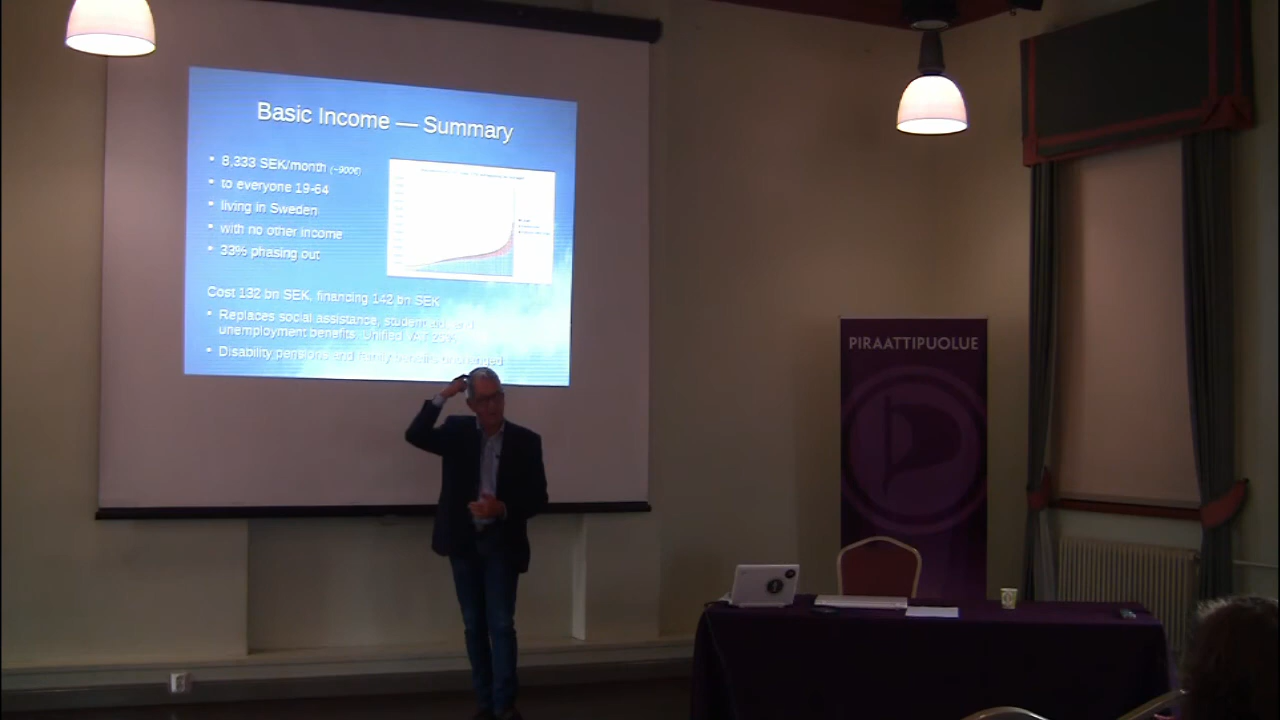 Basic Income — Summary
• 8,333 SEK/month (~900€)
• to everyone 19-64
• living in Sweden
• with no other income
• 33% phasing out
Cost 132 bn SEK, financing 142 bn SEK
• Replaces social assistance, student aid, and
unemployment benefits. Unified VAT 25%
• Disability pensions and family benefits unchanged
PIRAATTIPUOLUE